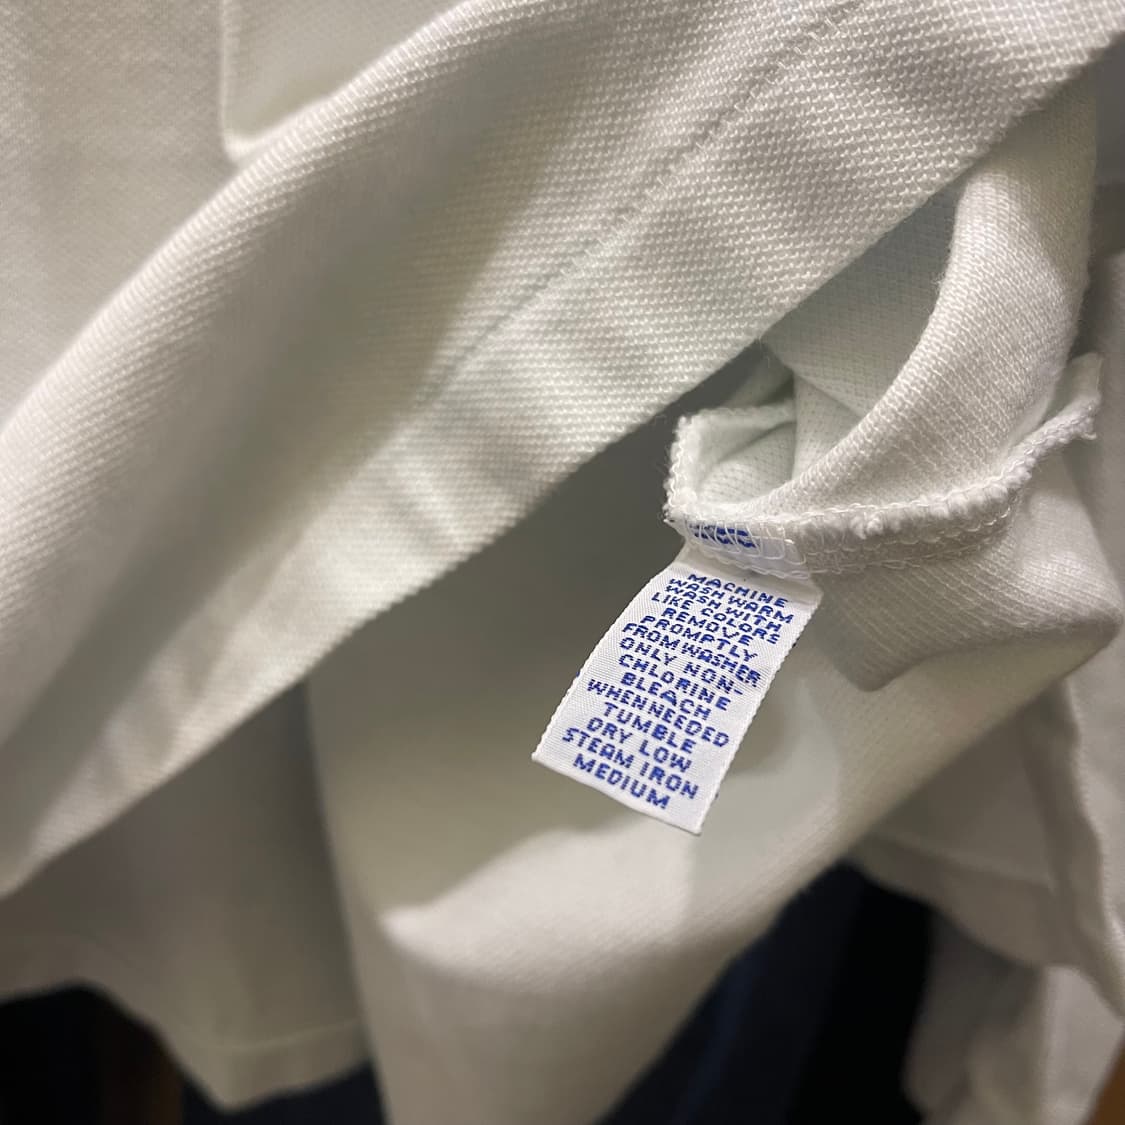 MACHINE
WASH WARM
WASH WITH
LIKE COLORS
REMOVE
PROMPTLY
FROM WASHER
ONLY NON-
CHLORINE
BLEACH
WHEN NEEDED
TUMBLE
DRY LOW
STEAM IRON
MEDIUM